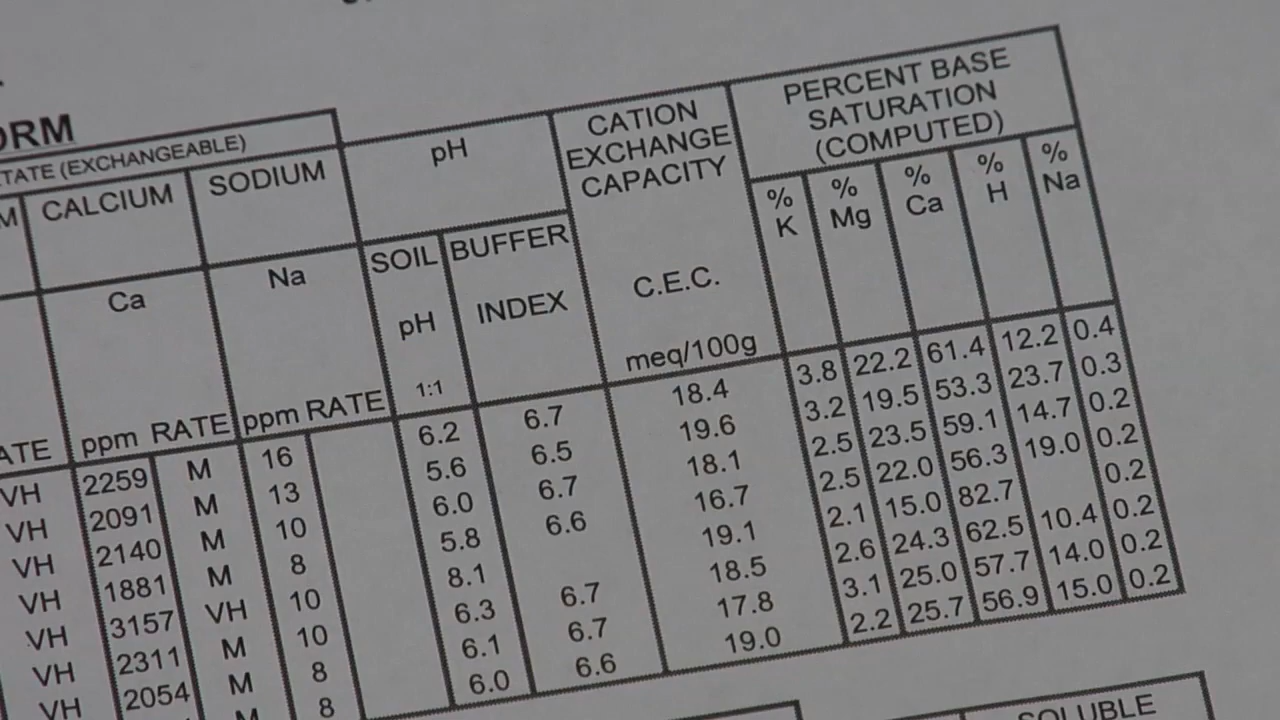 ORM
TATE (EXCHANGEABLE)
M CALCIUM SODIUM pH CATION EXCHANGE CAPACITY PERCENT BASE SATURATION (COMPUTED)
Ca Na SOIL pH 1:1 BUFFER INDEX C.E.C. meq/100g % K % Mg % Ca % H % Na
ATE ppm RATE ppm RATE
VH 2259 M 16 6.2 6.7 18.4 3.8 22.2 61.4 12.2 0.4
VH 2091 M 13 5.6 6.5 19.6 3.2 19.5 53.3 23.7 0.3
VH 2140 M 10 6.0 6.7 18.1 2.5 23.5 59.1 14.7 0.2
VH 1881 M 8 5.8 6.6 16.7 2.5 22.0 56.3 19.0 0.2
VH 3157 VH 10 8.1 19.1 2.1 15.0 82.7 0.2
VH 2311 M 10 6.3 6.7 18.5 2.6 24.3 62.5 10.4 0.2
VH 2054 M 8 6.1 6.7 17.8 3.1 25.0 57.7 14.0 0.2
M 8 6.0 6.6 19.0 2.2 25.7 56.9 15.0 0.2
SOLUBLE